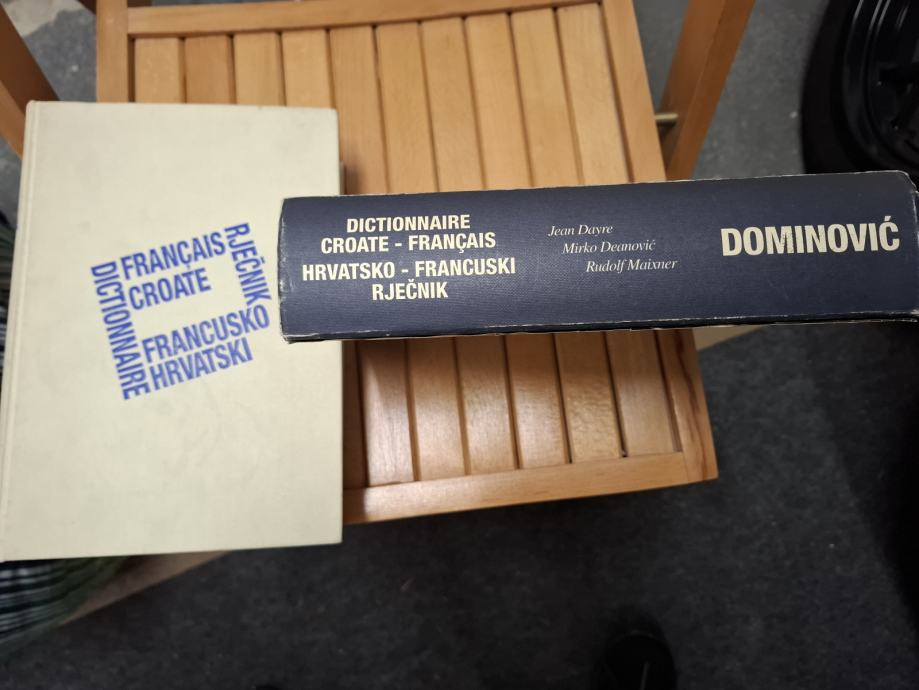 FRANÇAIS
CROATE
RJEČNIK
FRANCUSKO
HRVATSKI
DICTIONNAIRE
DICTIONNAIRE
CROATE - FRANÇAIS
HRVATSKO - FRANCUSKI
RJEČNIK
Jean Dayre
Mirko Deanović
Rudolf Maixner
DOMINOVIĆ